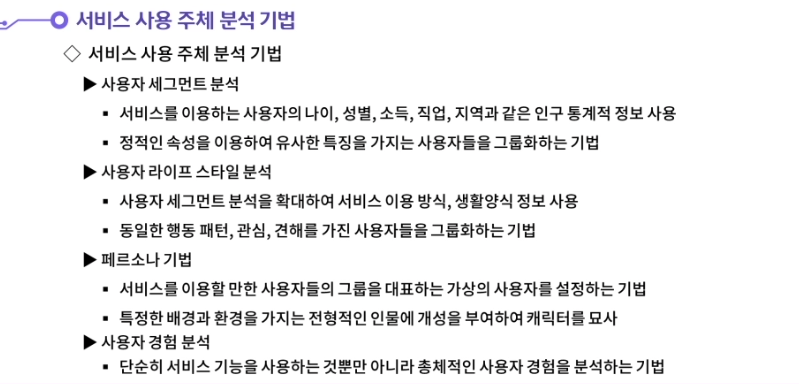 서비스 사용 주체 분석 기법
◇ 서비스 사용 주체 분석 기법
▶ 사용자 세그먼트 분석
▪ 서비스를 이용하는 사용자의 나이, 성별, 소득, 직업, 지역과 같은 인구 통계적 정보 사용
▪ 정적인 속성을 이용하여 유사한 특징을 가지는 사용자들을 그룹화하는 기법
▶ 사용자 라이프 스타일 분석
▪ 사용자 세그먼트 분석을 확대하여 서비스 이용 방식, 생활양식 정보 사용
▪ 동일한 행동 패턴, 관심, 견해를 가진 사용자들을 그룹화하는 기법
▶ 페르소나 기법
▪ 서비스를 이용할 만한 사용자들의 그룹을 대표하는 가상의 사용자를 설정하는 기법
▪ 특정한 배경과 환경을 가지는 전형적인 인물에 개성을 부여하여 캐릭터를 묘사
▶ 사용자 경험 분석
▪ 단순히 서비스 기능을 사용하는 것뿐만 아니라 총체적인 사용자 경험을 분석하는 기법